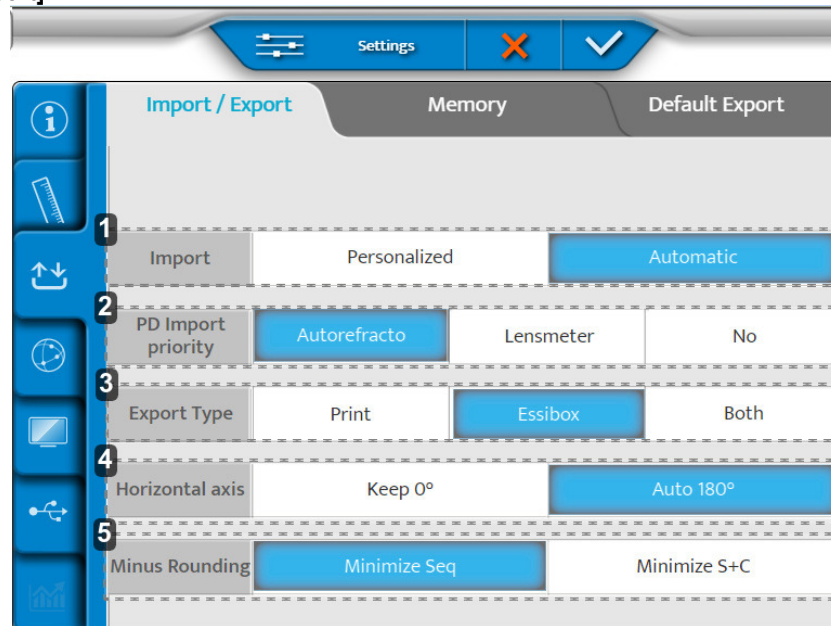 Settings
Import / Export Memory Default Export
1
Import Personalized Automatic
2
PD Import
priority Autorefracto Lensmeter No
3
Export Type Print Essibox Both
4
Horizontal axis Keep 0° Auto 180°
5
Minus Rounding Minimize Seq Minimize S+C